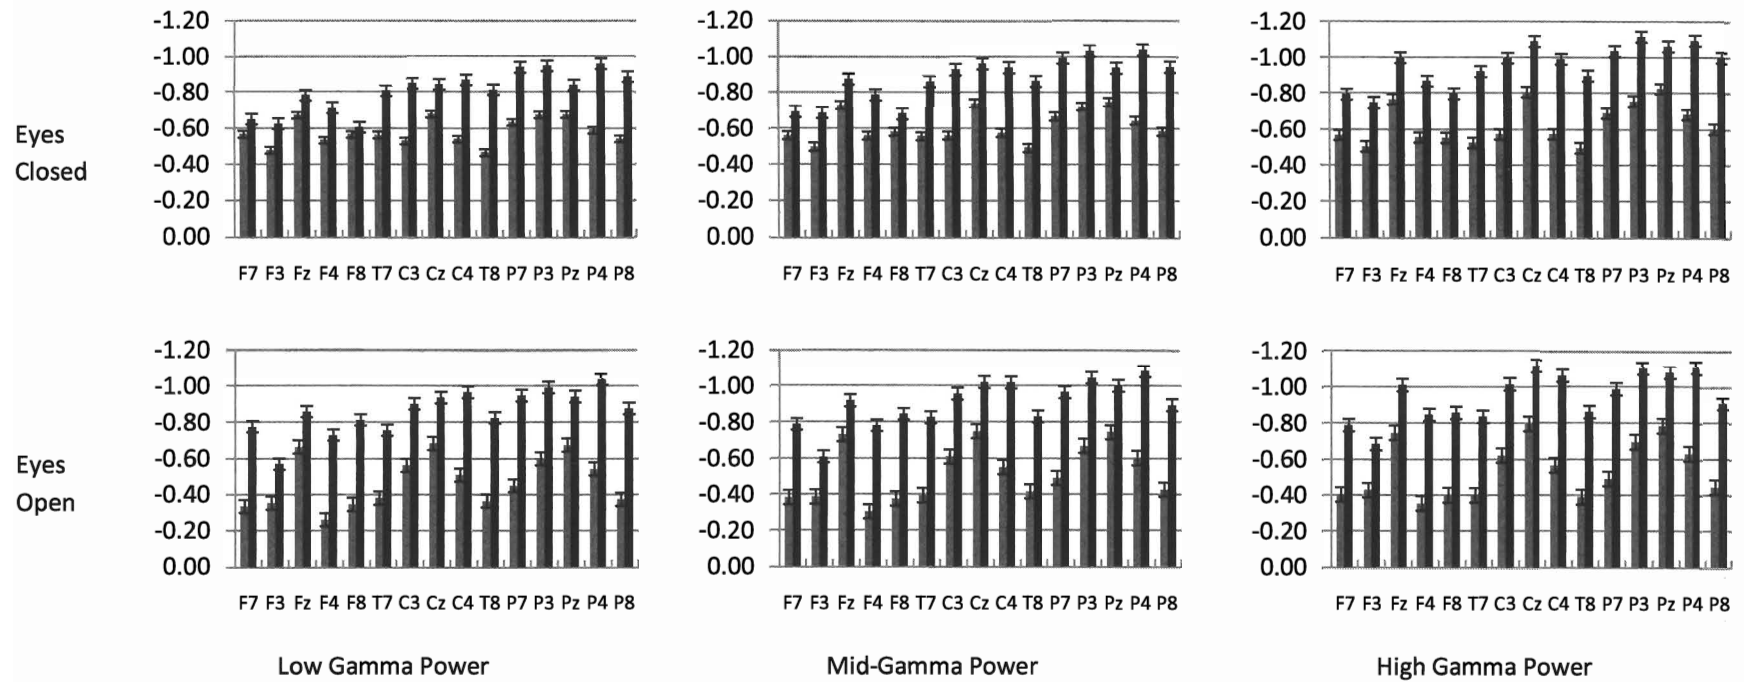 -1.20 -1.20 -1.20
-1.00 -1.00 -1.00
-0.80 -0.80 -0.80
Eyes -0.60 -0.60 -0.60
Closed -0.40 -0.40 -0.40
-0.20 -0.20 -0.20
0.00 0.00 0.00
F7 F3 Fz F4 F8 T7 C3 Cz C4 T8 P7 P3 Pz P4 P8 F7 F3 Fz F4 F8 T7 C3 Cz C4 T8 P7 P3 Pz P4 P8 F7 F3 Fz F4 F8 T7 C3 Cz C4 T8 P7 P3 Pz P4 P8
-1.20 -1.20 -1.20
-1.00 -1.00 -1.00
-0.80 -0.80 -0.80
Eyes -0.60 -0.60 -0.60
Open -0.40 -0.40 -0.40
-0.20 -0.20 -0.20
0.00 0.00 0.00
F7 F3 Fz F4 F8 T7 C3 Cz C4 T8 P7 P3 Pz P4 P8 F7 F3 Fz F4 F8 T7 C3 Cz C4 T8 P7 P3 Pz P4 P8 F7 F3 Fz F4 F8 T7 C3 Cz C4 T8 P7 P3 Pz P4 P8
Low Gamma Power Mid-Gamma Power High Gamma Power